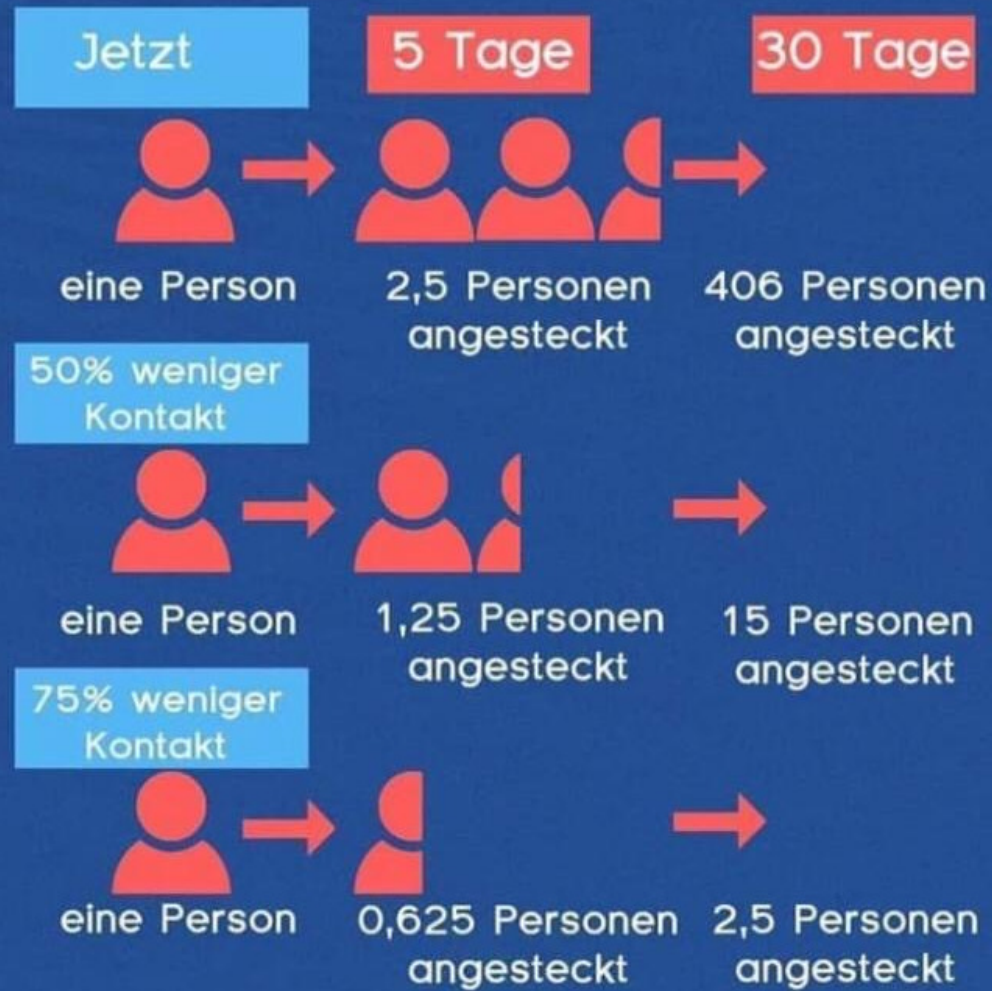 Jetzt
5 Tage
30 Tage
eine Person
2,5 Personen
angesteckt
406 Personen
angesteckt
50% weniger
Kontakt
eine Person
1,25 Personen
angesteckt
15 Personen
angesteckt
75% weniger
Kontakt
eine Person
0,625 Personen
angesteckt
2,5 Personen
angesteckt